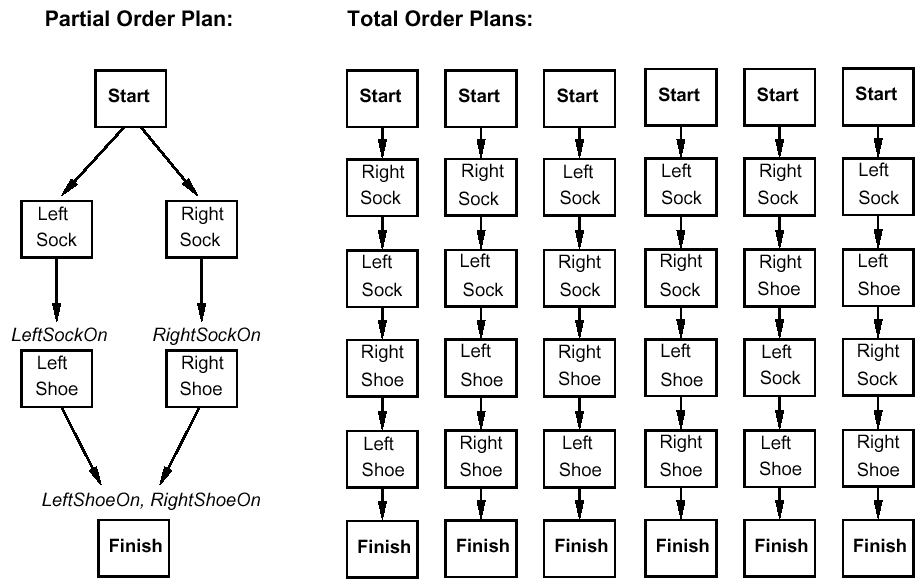 Partial Order Plan:
Start
Left
Sock
Right
Sock
LeftSockOn
RightSockOn
Left
Shoe
Right
Shoe
LeftShoeOn, RightShoeOn
Finish
Total Order Plans:
Start
Right
Sock
Left
Sock
Right
Shoe
Left
Shoe
Finish
Start
Right
Sock
Left
Sock
Left
Shoe
Right
Shoe
Finish
Start
Left
Sock
Right
Sock
Right
Shoe
Left
Shoe
Finish
Start
Left
Sock
Right
Sock
Left
Shoe
Right
Shoe
Finish
Start
Right
Sock
Right
Shoe
Left
Sock
Left
Shoe
Finish
Start
Left
Sock
Left
Shoe
Right
Sock
Right
Shoe
Finish